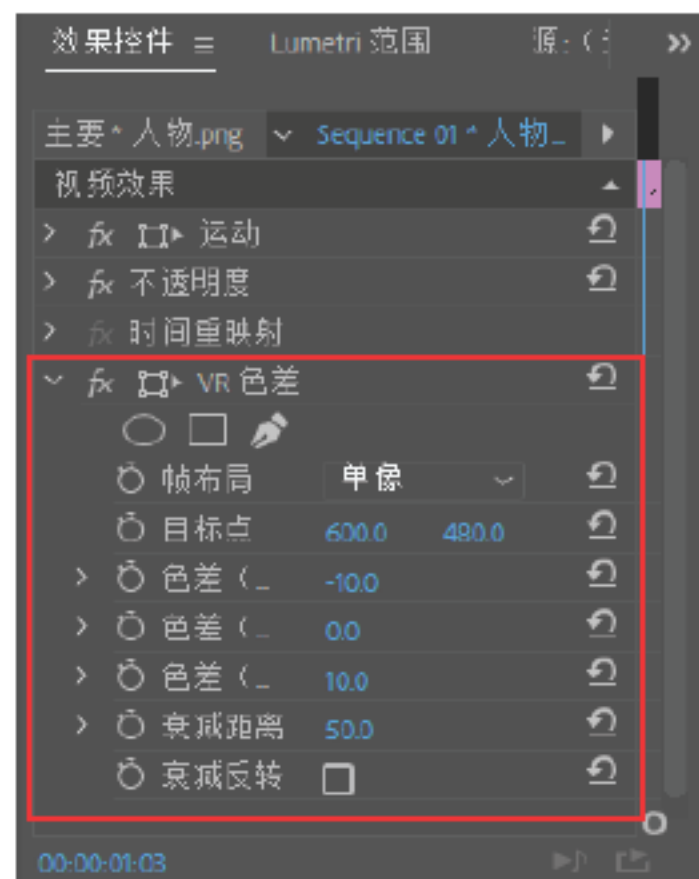 效果控件 ≡ Lumetri 范围 源:(
主要* 人物.png Sequence 01 * 人物...
视频效果
fx 运动
fx 不透明度
fx 时间重映射
fx VR 色差
帧布局 单像
目标点 600.0 480.0
色差 (... -10.0
色差 (... 0.0
色差 (... 10.0
衰减距离 50.0
衰减反转
00:00:01:03